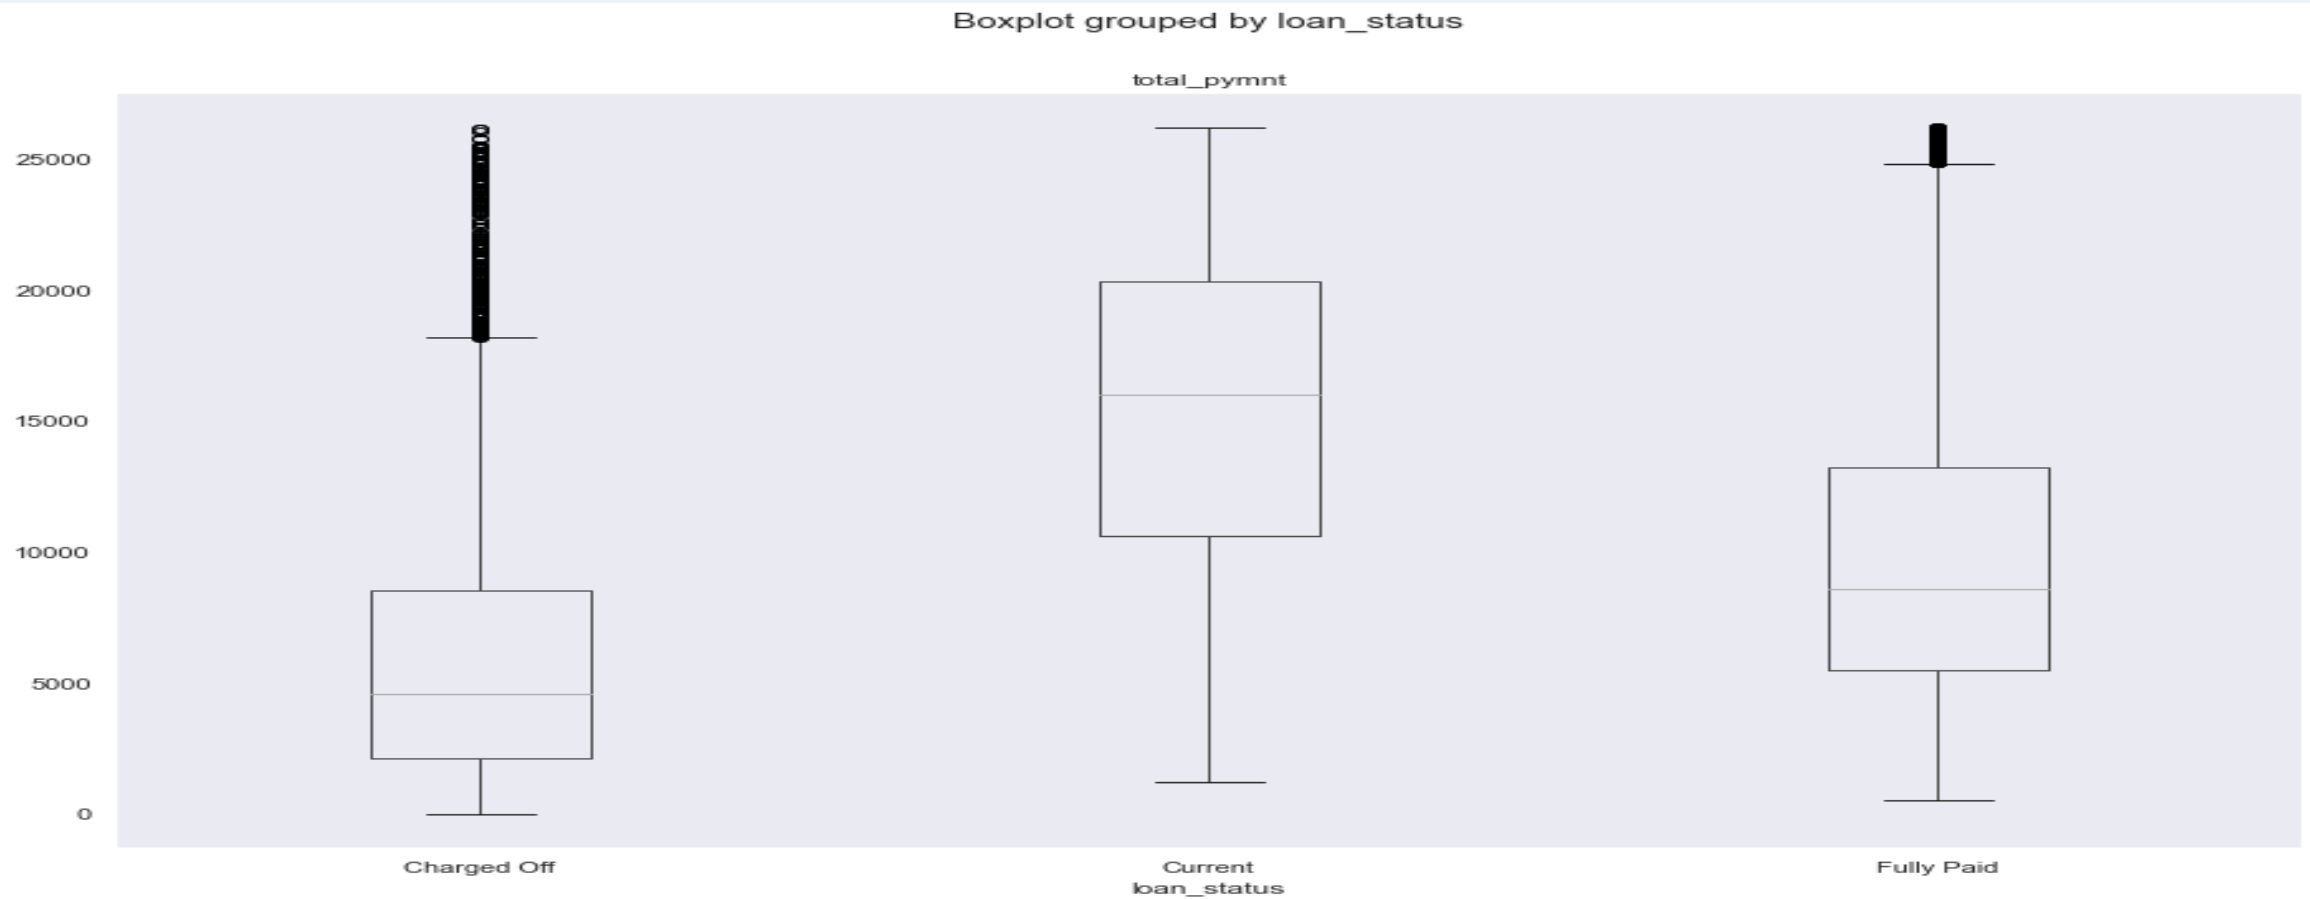 Boxplot grouped by loan_status
total_pymnt
25000
20000
15000
10000
5000
0
Charged Off Current Fully Paid
loan_status